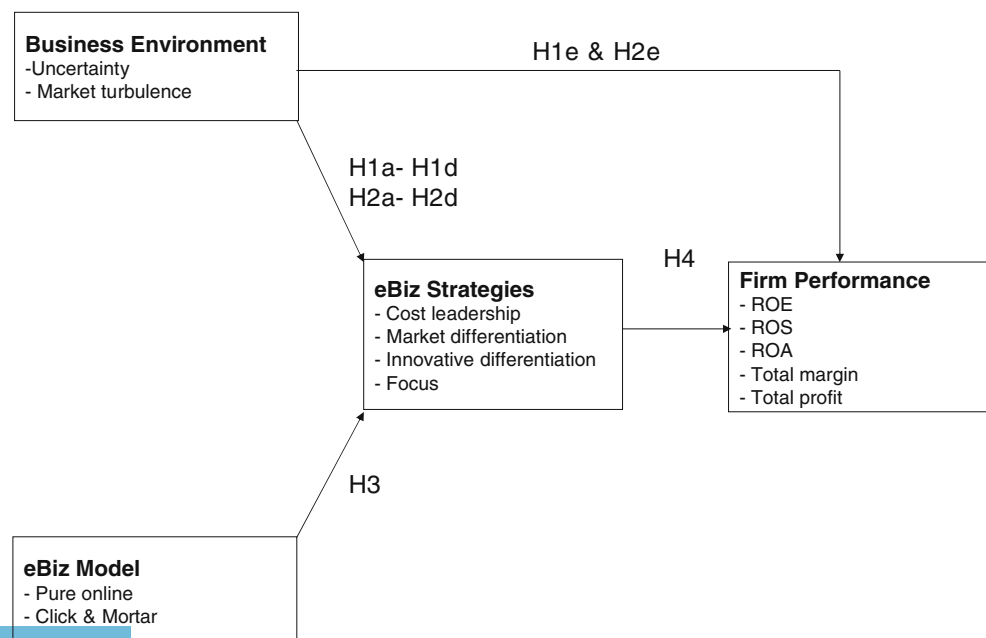 Business Environment
-Uncertainty
- Market turbulence
H1e & H2e
H1a- H1d
H2a- H2d
eBiz Strategies
- Cost leadership
- Market differentiation
- Innovative differentiation
- Focus
H4
Firm Performance
- ROE
- ROS
- ROA
- Total margin
- Total profit
H3
eBiz Model
- Pure online
- Click & Mortar